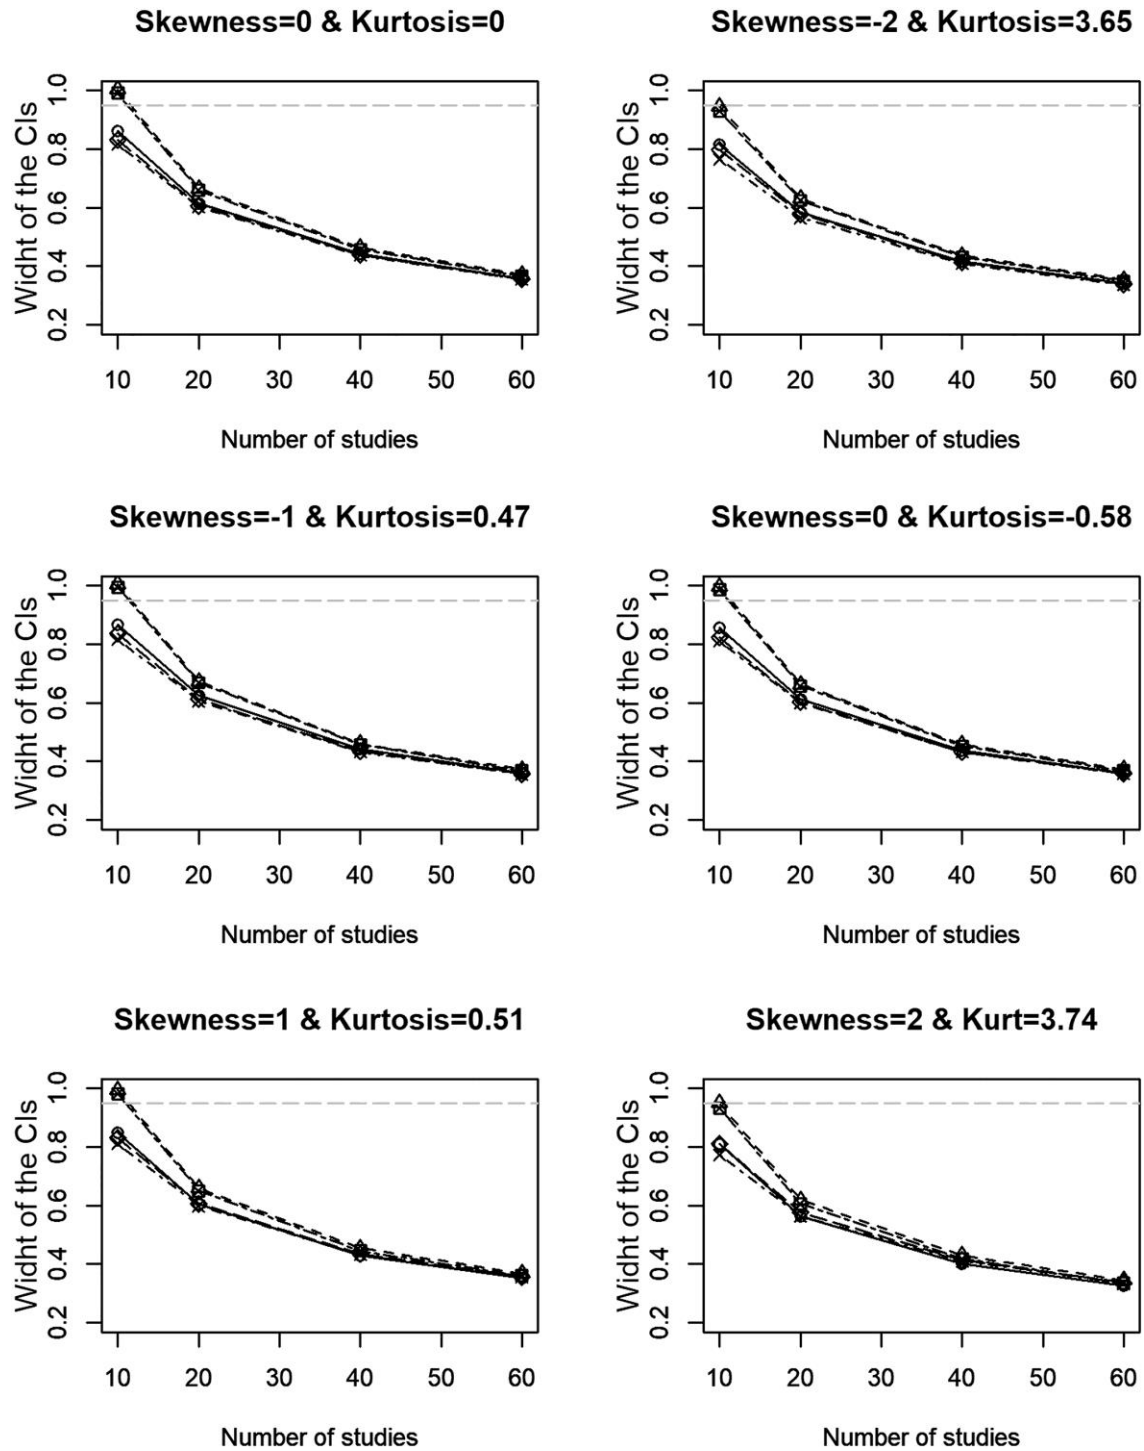 Skewness=0 & Kurtosis=0
Widht of the CIs
1.0
0.8
0.6
0.4
0.2
10 20 30 40 50 60
Number of studies
Skewness=-2 & Kurtosis=3.65
Widht of the CIs
1.0
0.8
0.6
0.4
0.2
10 20 30 40 50 60
Number of studies
Skewness=-1 & Kurtosis=0.47
Widht of the CIs
1.0
0.8
0.6
0.4
0.2
10 20 30 40 50 60
Number of studies
Skewness=0 & Kurtosis=-0.58
Widht of the CIs
1.0
0.8
0.6
0.4
0.2
10 20 30 40 50 60
Number of studies
Skewness=1 & Kurtosis=0.51
Widht of the CIs
1.0
0.8
0.6
0.4
0.2
10 20 30 40 50 60
Number of studies
Skewness=2 & Kurt=3.74
Widht of the CIs
1.0
0.8
0.6
0.4
0.2
10 20 30 40 50 60
Number of studies